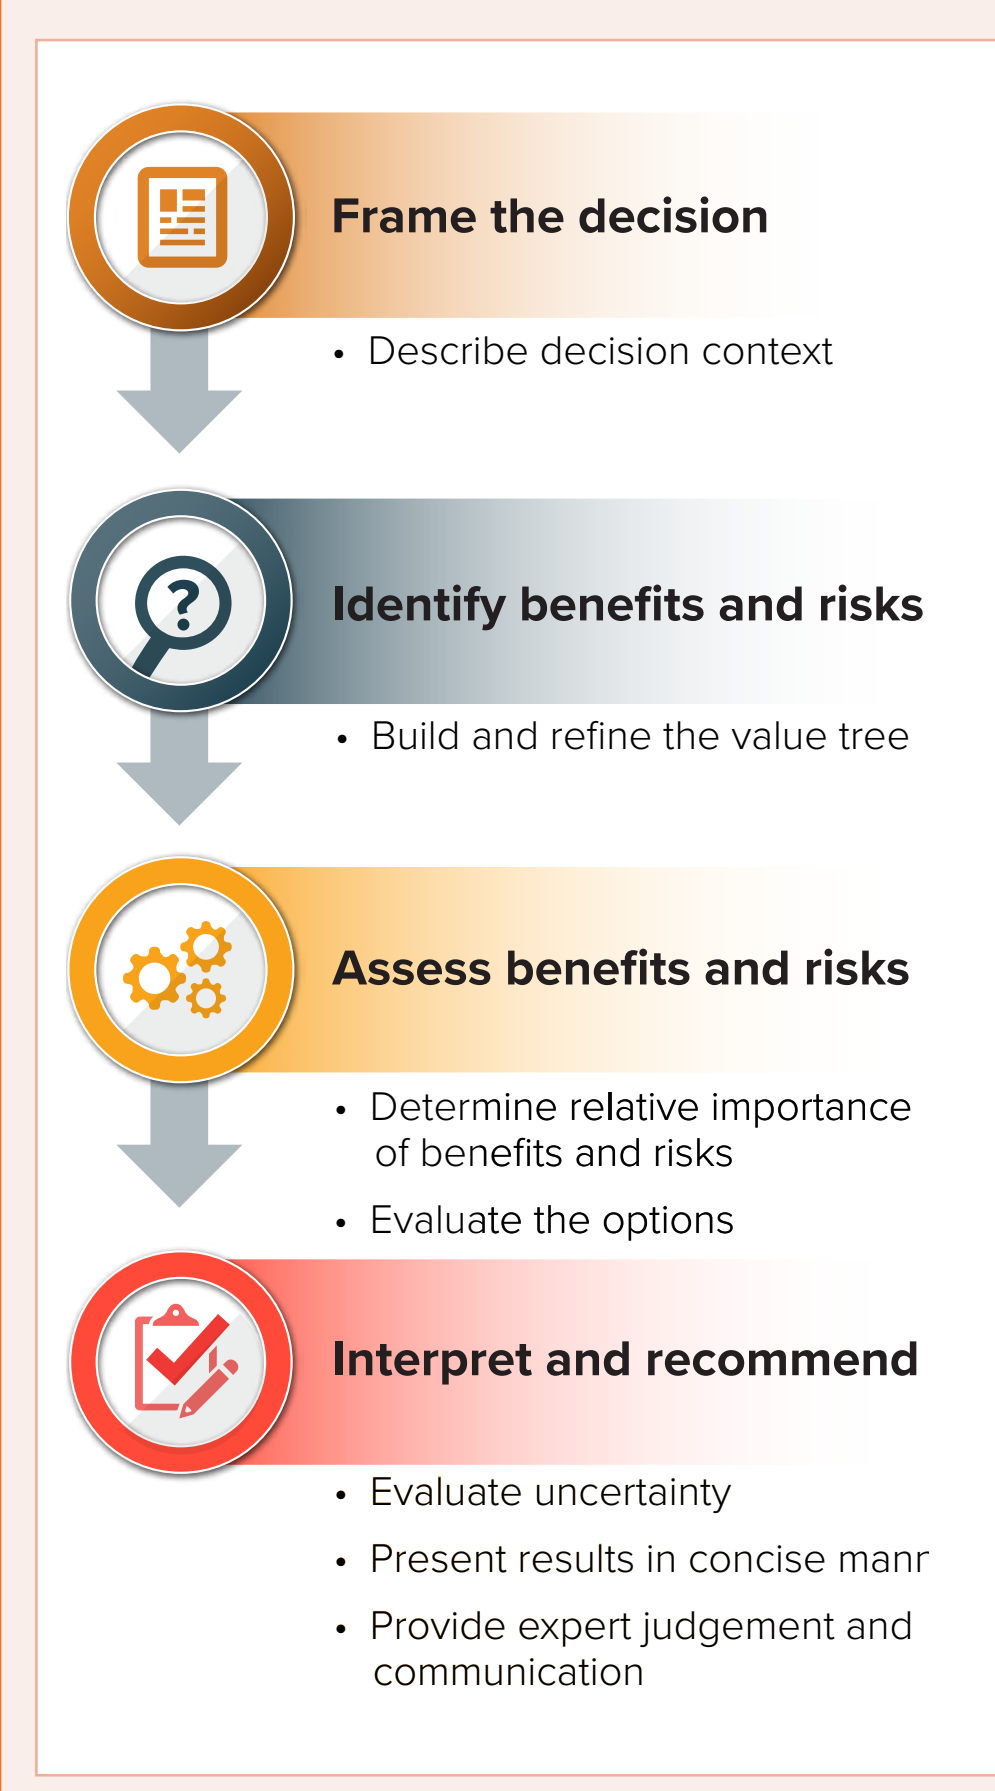 Frame the decision
• Describe decision context
Identify benefits and risks
• Build and refine the value tree
Assess benefits and risks
• Determine relative importance
of benefits and risks
• Evaluate the options
Interpret and recommend
• Evaluate uncertainty
• Present results in concise
• Provide expert judgement and
communication